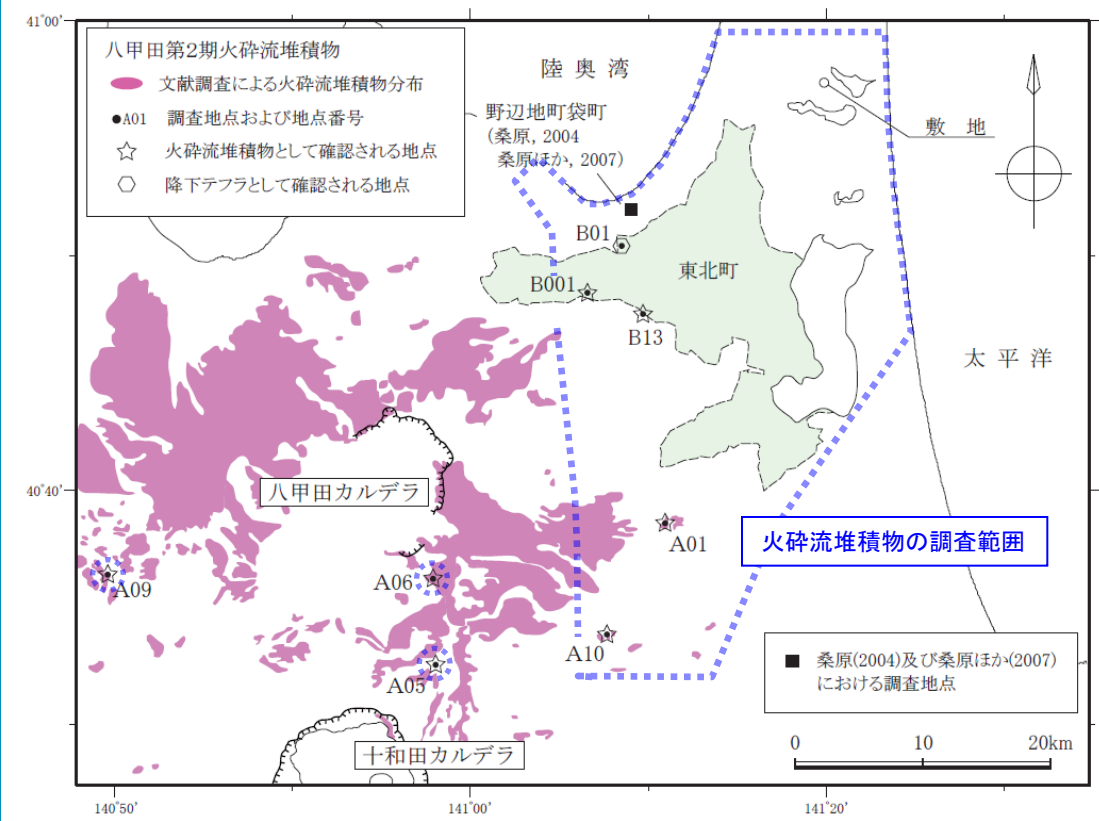 41°00′
八甲田第2期火砕流堆積物
文献調査による火砕流堆積物分布
A01 調査地点および地点番号
火砕流堆積物として確認される地点
降下テフラとして確認される地点
陸奥湾
野辺地町袋町
(桑原, 2004
桑原ほか, 2007)
敷 地
B01
東北町
B001
B13
太平洋
40°40′
八甲田カルデラ
A01
火砕流堆積物の調査範囲
A09
A06
A10
A05
桑原(2004)及び桑原ほか(2007)
における調査地点
十和田カルデラ
0 10 20km
140°50′
141°00′
141°20′